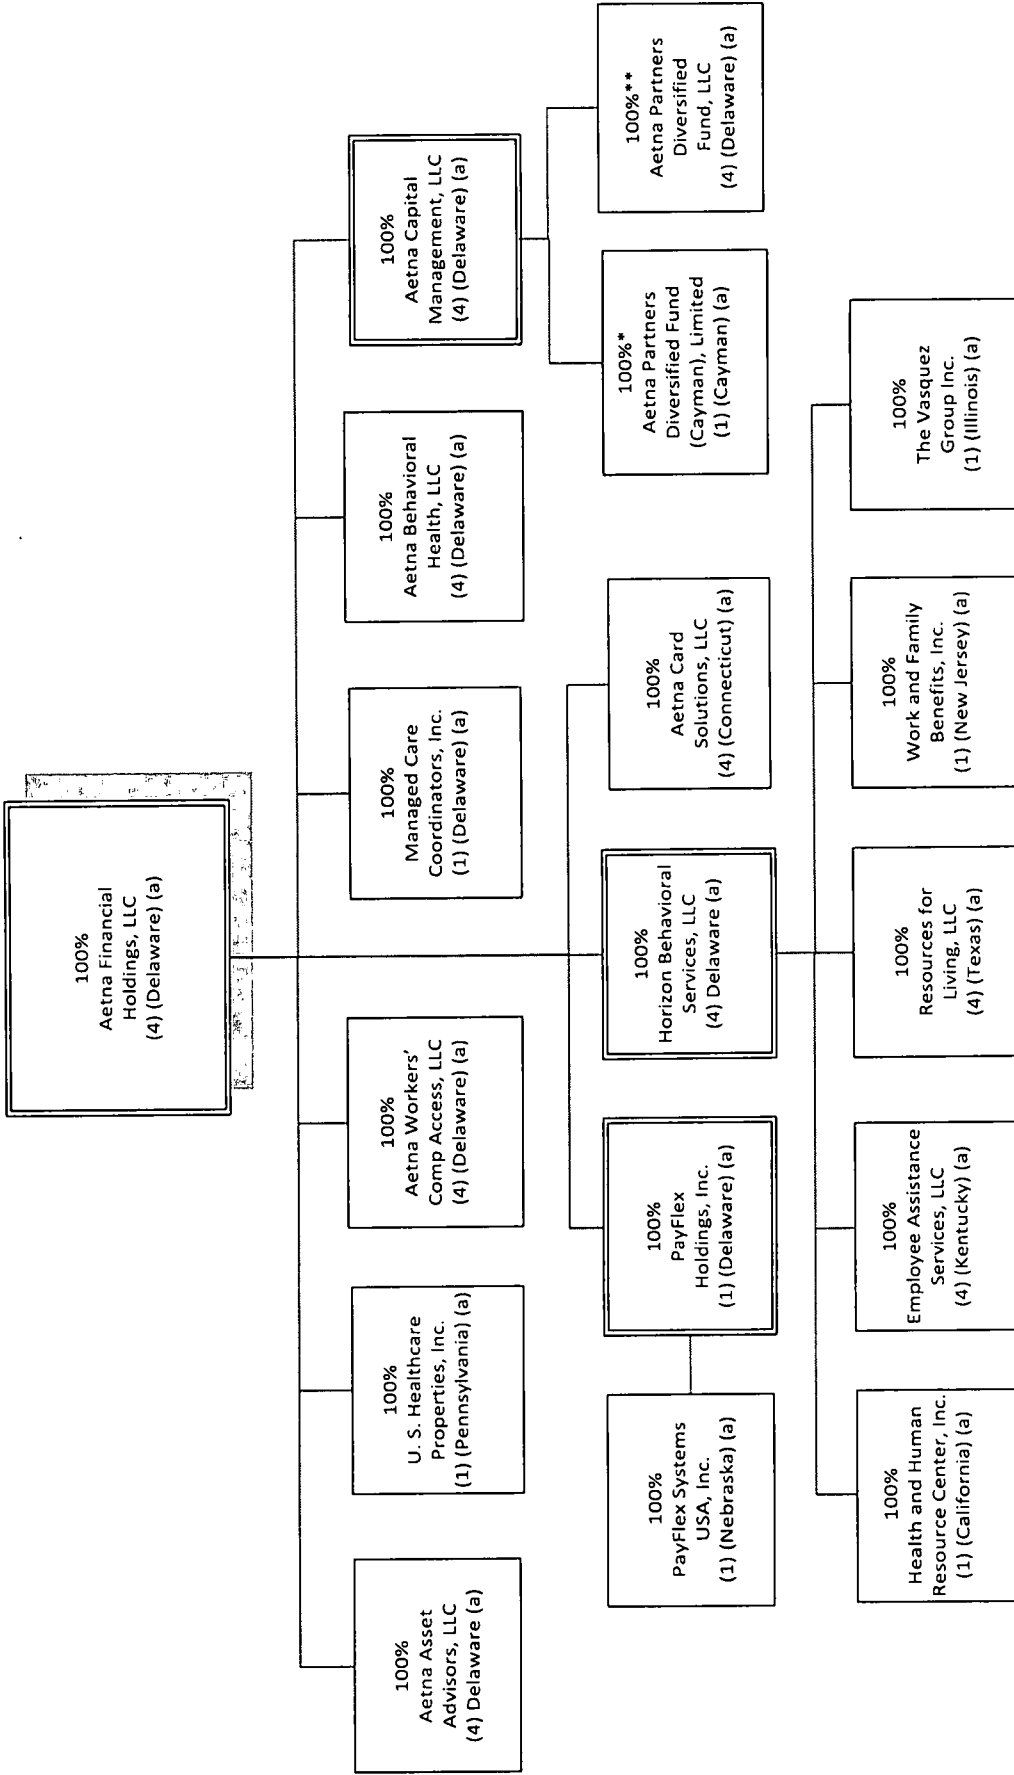 100%
Aetna Financial
Holdings, LLC
(4) (Delaware) (a)
100%
Aetna Asset
Advisors, LLC
(4) Delaware (a)
100%
U. S. Healthcare
Properties, Inc.
(1) (Pennsylvania) (a)
100%
Aetna Workers’
Comp Access, LLC
(4) (Delaware) (a)
100%
Managed Care
Coordinators, Inc.
(1) (Delaware) (a)
100%
Aetna Behavioral
Health, LLC
(4) (Delaware) (a)
100%
Aetna Capital
Management, LLC
(4) (Delaware) (a)
100%
PayFlex Systems
USA, Inc.
(1) (Nebraska) (a)
100%
PayFlex
Holdings, Inc.
(1) (Delaware) (a)
100%
Horizon Behavioral
Services, LLC
(4) Delaware (a)
100%
Aetna Card
Solutions, LLC
(4) (Connecticut) (a)
100%*
Aetna Partners
Diversified Fund
(Cayman), Limited
(1) (Cayman) (a)
100%**
Aetna Partners
Diversified
Fund, LLC
(4) (Delaware) (a)
100%
Health and Human
Resource Center, Inc.
(1) (California) (a)
100%
Employee Assistance
Services, LLC
(4) (Kentucky) (a)
100%
Resources for
Living, LLC
(4) (Texas) (a)
100%
Work and Family
Benefits, Inc.
(1) (New Jersey) (a)
100%
The Vasquez
Group Inc.
(1) (Illinois) (a)